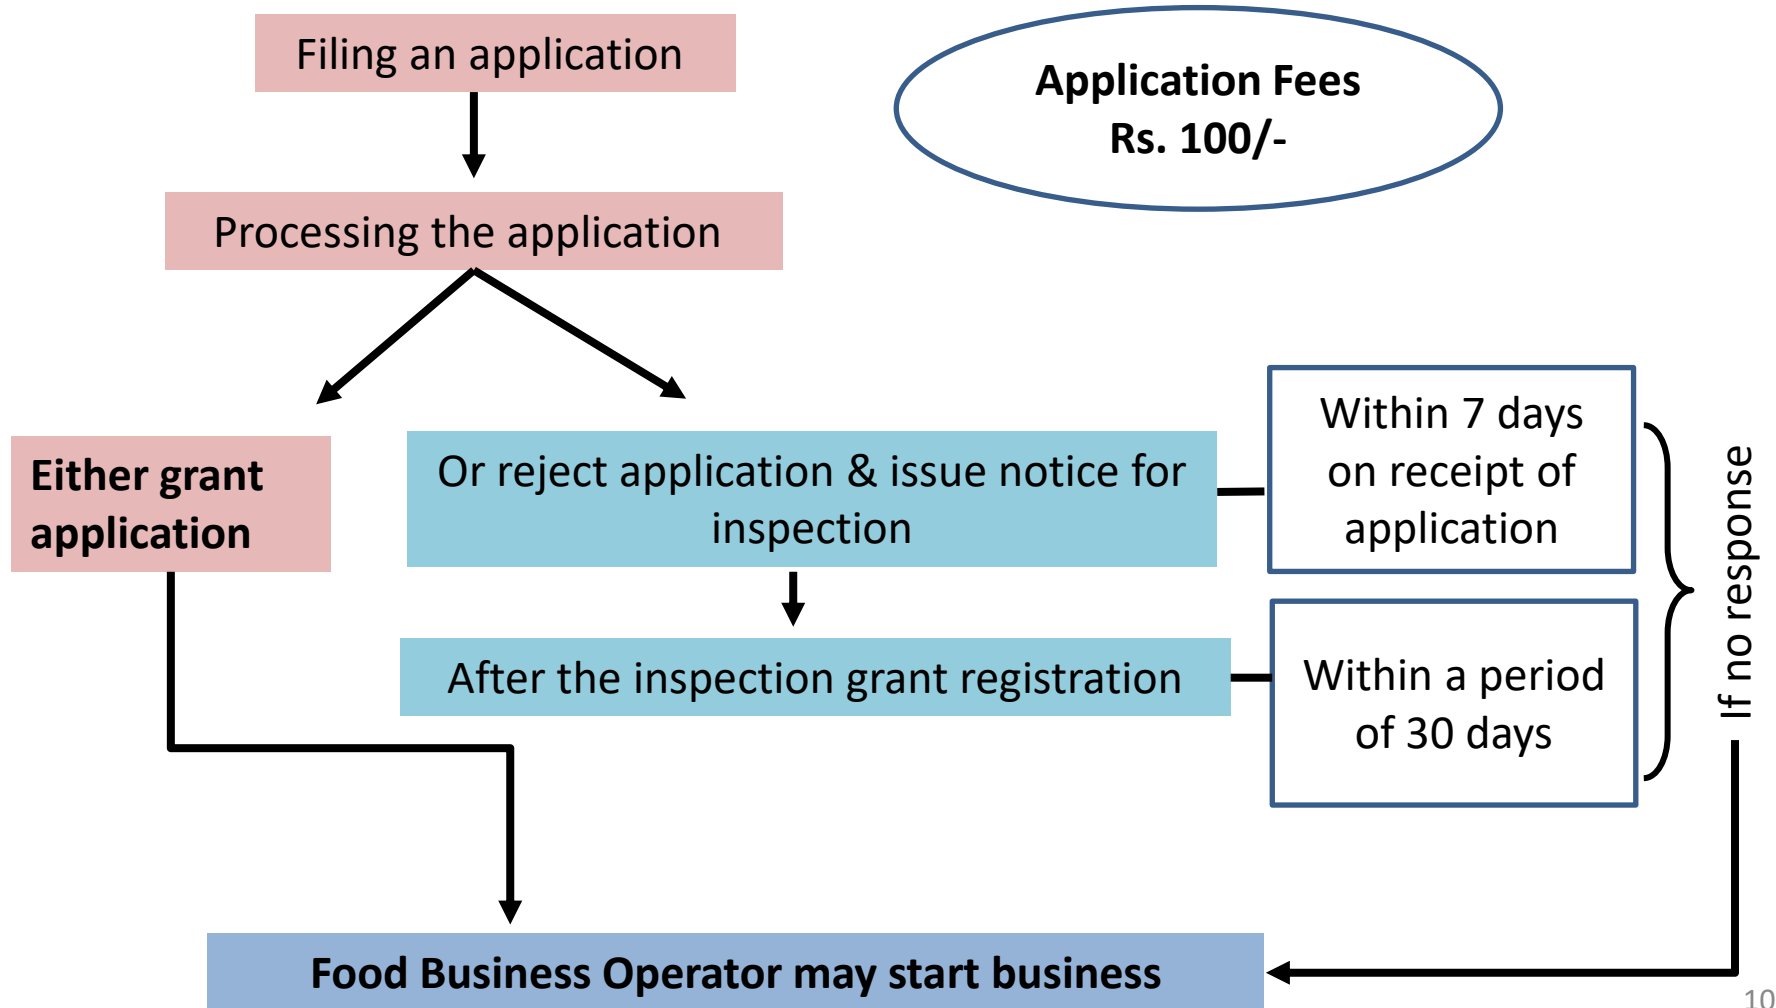 Filing an application
Application Fees
Rs. 100/-
Processing the application
Either grant
application
Or reject application & issue notice for
inspection
Within 7 days
on receipt of
application
After the inspection grant registration
Within a period
of 30 days
If no response
Food Business Operator may start business
10